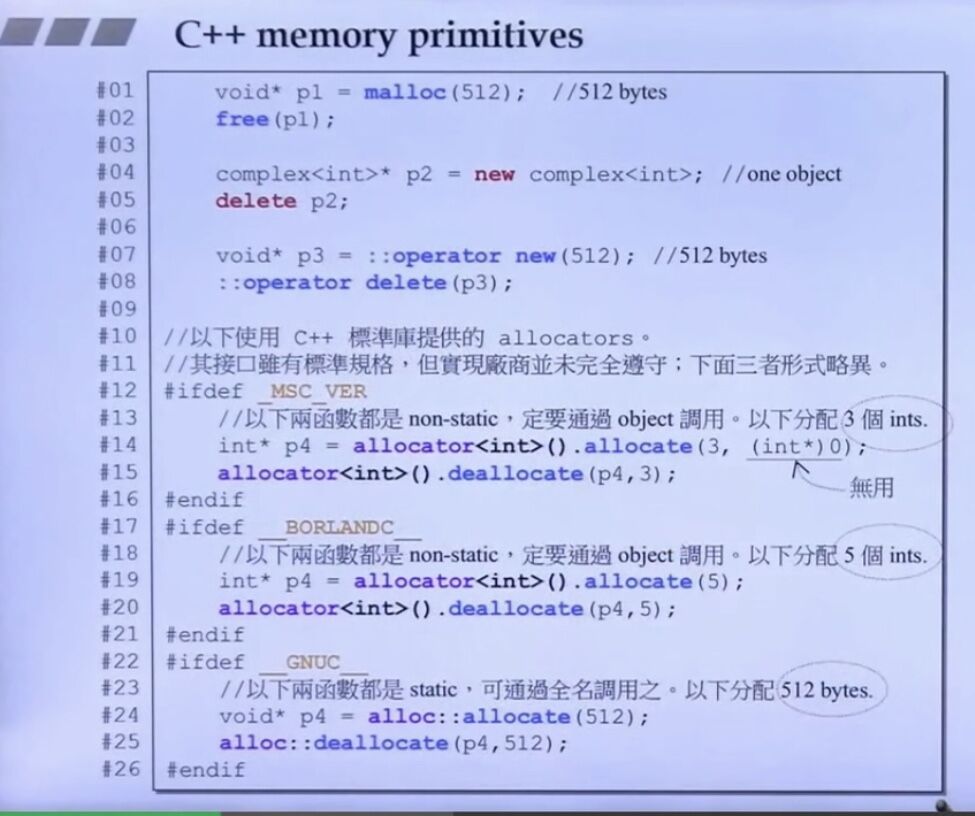 C++ memory primitives
#01 void* p1 = malloc(512); //512 bytes
#02 free(p1);
#03
#04 complex<int>* p2 = new complex<int>; //one object
#05 delete p2;
#06
#07 void* p3 = ::operator new(512); //512 bytes
#08 ::operator delete(p3);
#09
#10 //以下使用 C++ 標準庫提供的 allocators。
#11 //其接口雖有標準規格，但實現廠商並未完全遵守；下面三者形式略異。
#12 #ifdef _MSC_VER
#13 //以下兩函數都是 non-static，定要通過 object 調用。以下分配 3 個 ints.
#14 int* p4 = allocator<int>().allocate(3, (int*)0);
#15 allocator<int>().deallocate(p4,3);
無用
#16 #endif
#17 #ifdef __BORLANDC__
#18 //以下兩函數都是 non-static，定要通過 object 調用。以下分配 5 個 ints.
#19 int* p4 = allocator<int>().allocate(5);
#20 allocator<int>().deallocate(p4,5);
#21 #endif
#22 #ifdef __GNUC__
#23 //以下兩函數都是 static，可通過全名調用之。以下分配 512 bytes.
#24 void* p4 = alloc::allocate(512);
#25 alloc::deallocate(p4,512);
#26 #endif